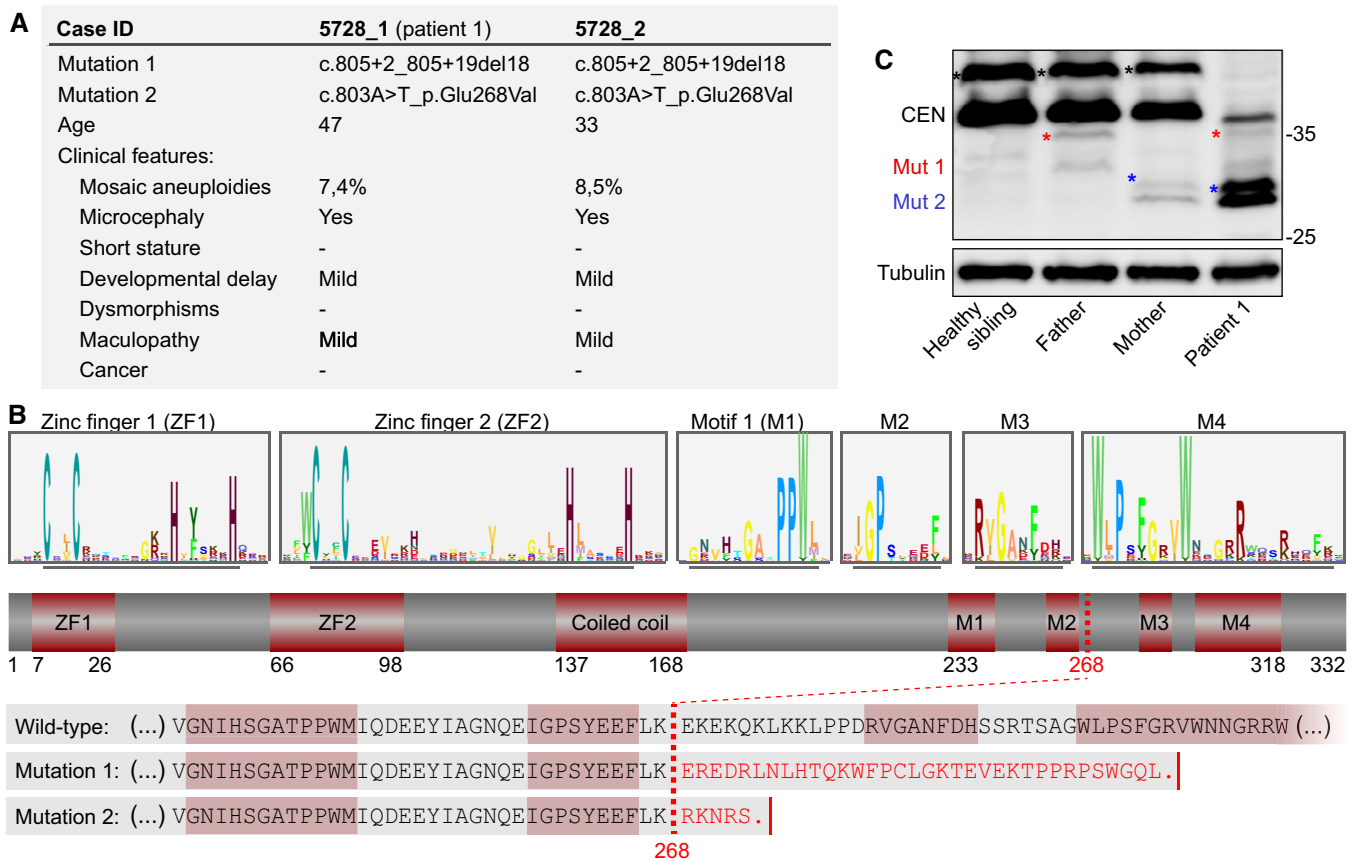 A
Case ID 5728_1 (patient 1) 5728_2
Mutation 1 c.805+2_805+19del18 c.805+2_805+19del18
Mutation 2 c.803A>T_p.Glu268Val c.803A>T_p.Glu268Val
Age 47 33
Clinical features:
Mosaic aneuploidies 7,4% 8,5%
Microcephaly Yes Yes
Short stature - -
Developmental delay Mild Mild
Dysmorphisms - -
Maculopathy Mild Mild
Cancer - -
C
* * *
CEN
* *
-35
Mut 1
* *
Mut 2
-25
Tubulin
Healthy sibling
Father
Mother
Patient 1
B
Zinc finger 1 (ZF1) Zinc finger 2 (ZF2) Motif 1 (M1) M2 M3 M4
ZF1 ZF2 Coiled coil M1 M2 M3 M4
1 7 26 66 98 137 168 233 268 318 332
Wild-type: (...) VGNIHSGATPPWMIQDEEYIAGNQEIGPSYEEFLK EKEKQKLKKLPPDRVGANFDHSSRTSAGWLPSFGRVWNNGRRW (...)
Mutation 1: (...) VGNIHSGATPPWMIQDEEYIAGNQEIGPSYEEFLK EREDRLNLHTQKWFPCLGKTEVEKTPPRPSWGQL.
Mutation 2: (...) VGNIHSGATPPWMIQDEEYIAGNQEIGPSYEEFLK RKNRS.
268